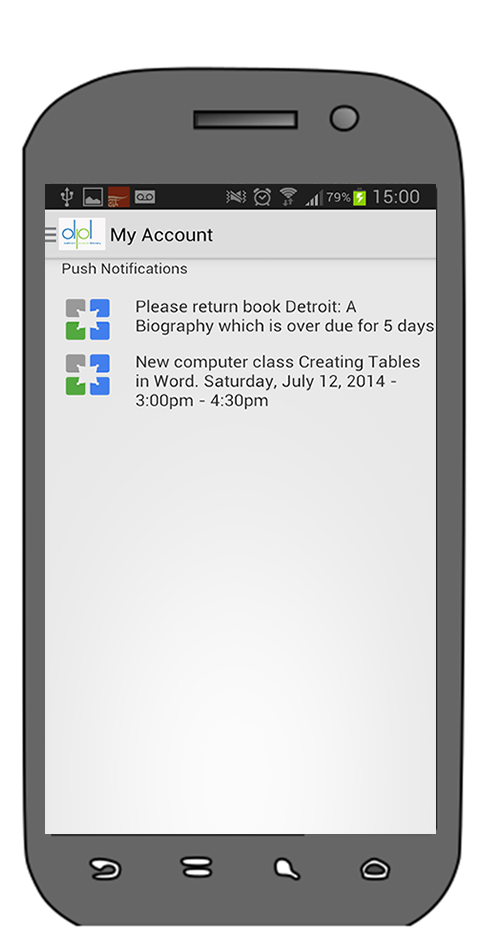 79% 15:00
dpl My Account
Push Notifications
Please return book Detroit: A
Biography which is over due for 5 days
New computer class Creating Tables
in Word. Saturday, July 12, 2014 -
3:00pm - 4:30pm